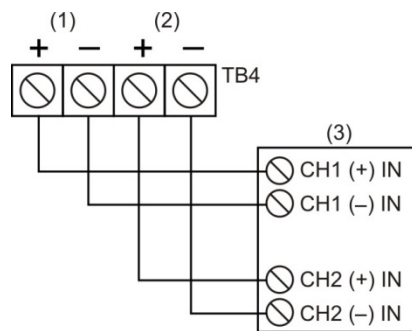 (1) (2)
+ – + –
TB4
(3)
CH1 (+) IN
CH1 (–) IN
CH2 (+) IN
CH2 (–) IN